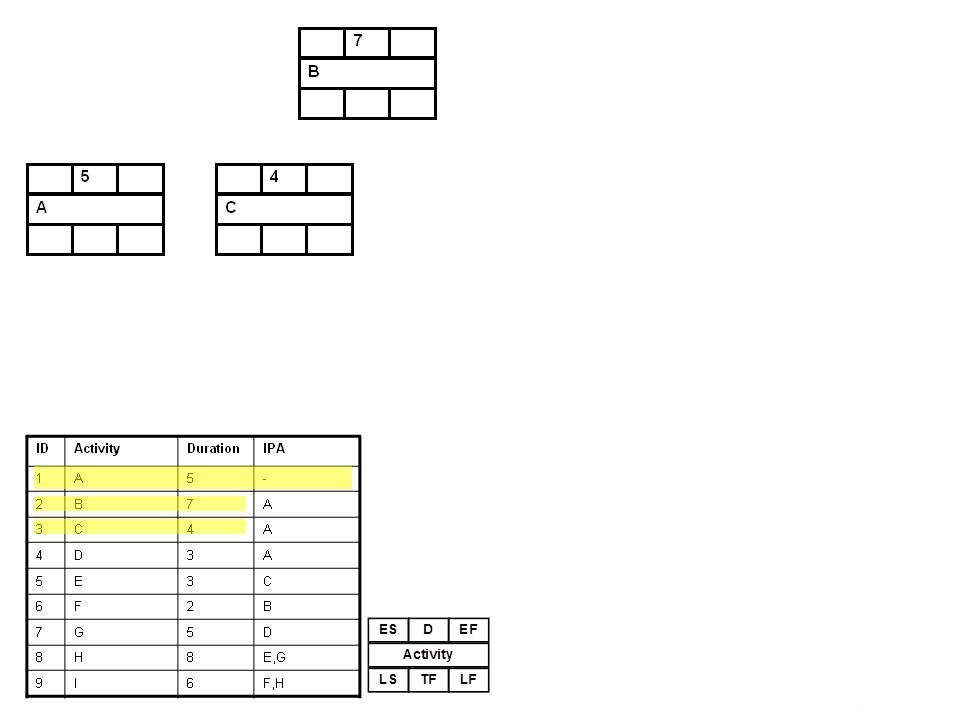 7
B
5
A
4
C
ID Activity Duration IPA
1 A 5 -
2 B 7 A
3 C 4 A
4 D 3 A
5 E 3 C
6 F 2 B
7 G 5 D
8 H 8 E,G
9 I 6 F,H
ES D EF
Activity
LS TF LF